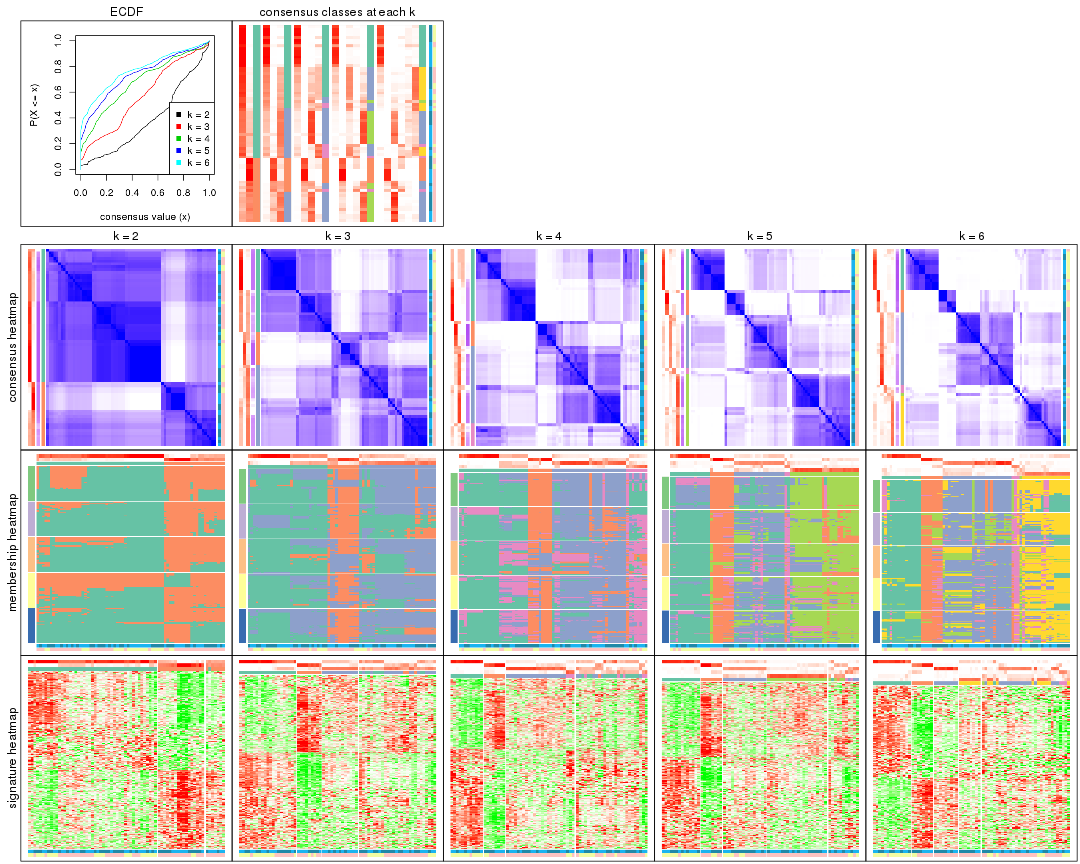 ECDF
consensus classes at each k
P(X <= x)
0.0 0.2 0.4 0.6 0.8 1.0
k = 2
k = 3
k = 4
k = 5
k = 6
0.0 0.2 0.4 0.6 0.8 1.0
consensus value (x)
k = 2 k = 3 k = 4 k = 5 k = 6
consensus heatmap
membership heatmap
signature heatmap